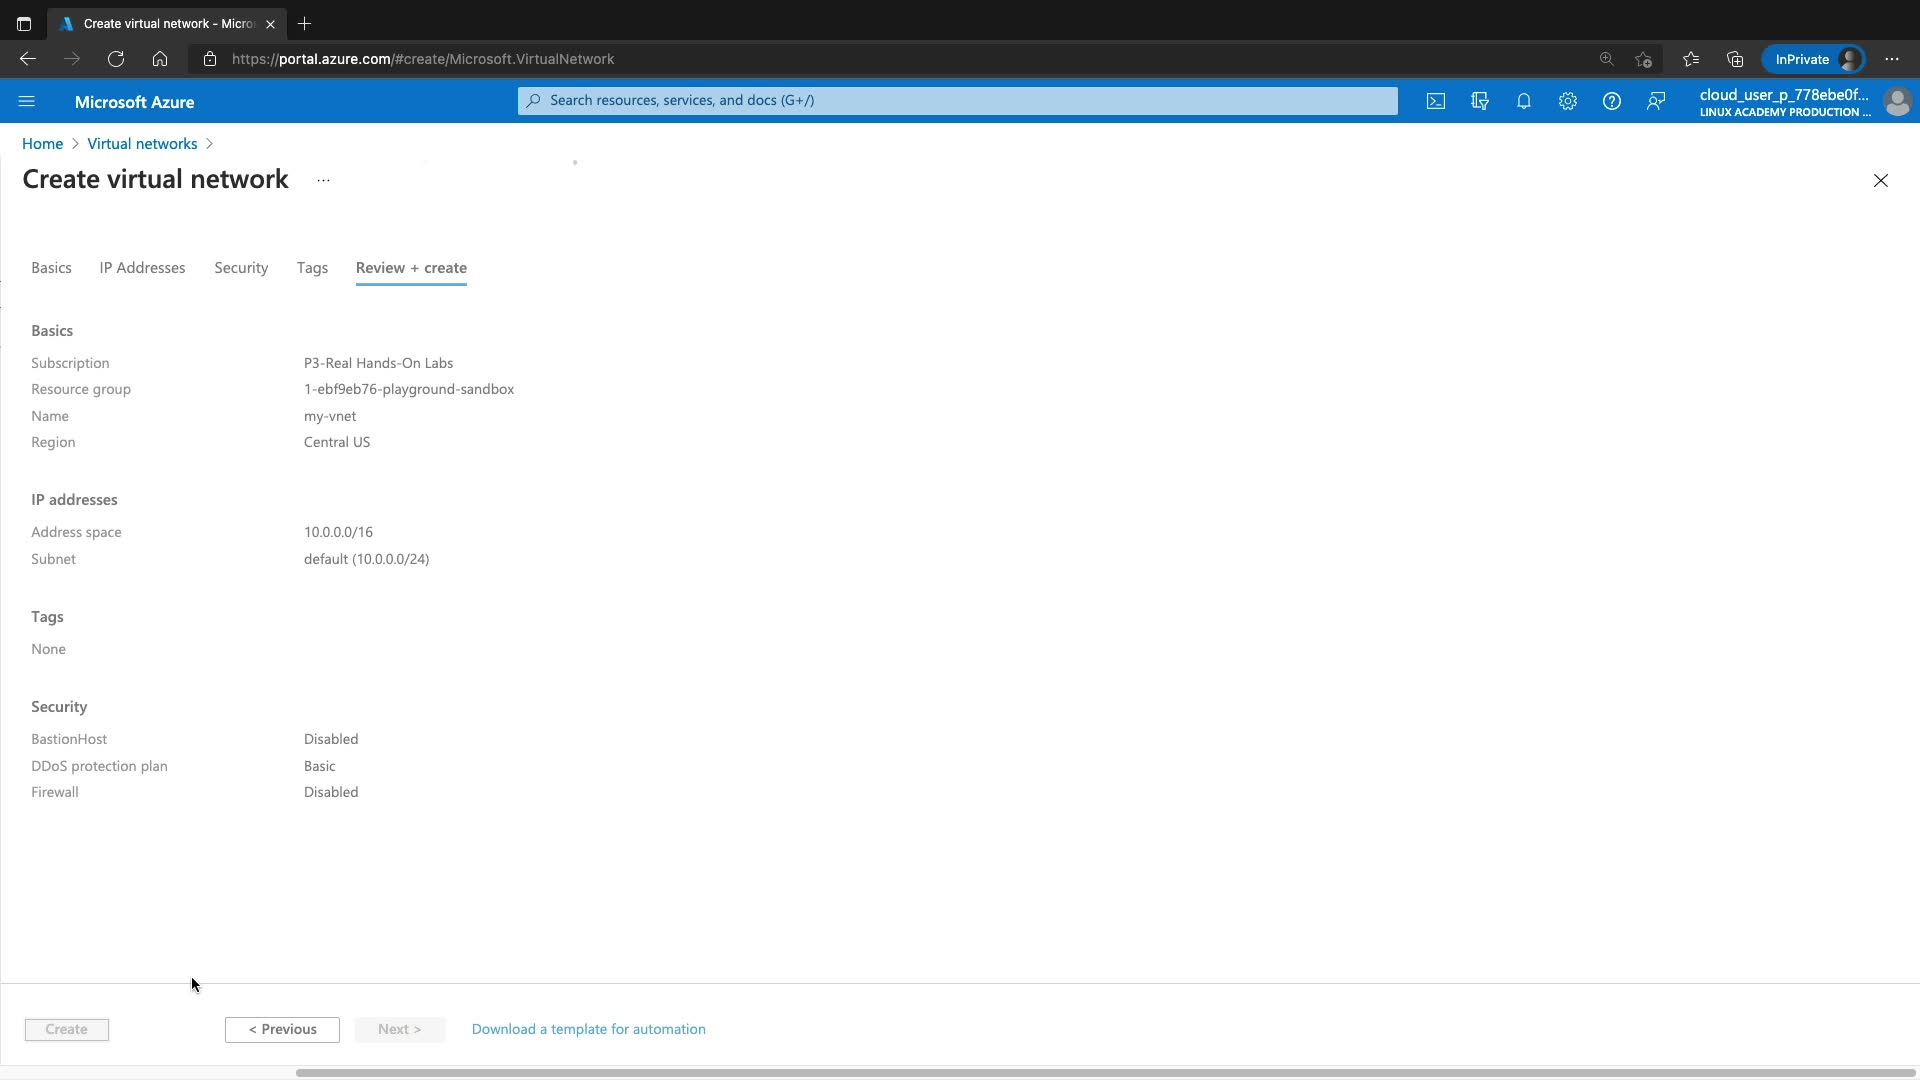 Create virtual network - Micro
https://portal.azure.com/#create/Microsoft.VirtualNetwork
InPrivate
Microsoft Azure
Search resources, services, and docs (G+/)
cloud_user_p_778ebe0f...
LINUX ACADEMY PRODUCTION ...
Home > Virtual networks >
Create virtual network ...
Basics IP Addresses Security Tags Review + create
Basics
Subscription P3-Real Hands-On Labs
Resource group 1-ebf9eb76-playground-sandbox
Name my-vnet
Region Central US
IP addresses
Address space 10.0.0.0/16
Subnet default (10.0.0.0/24)
Tags
None
Security
BastionHost Disabled
DDoS protection plan Basic
Firewall Disabled
Create < Previous Next > Download a template for automation